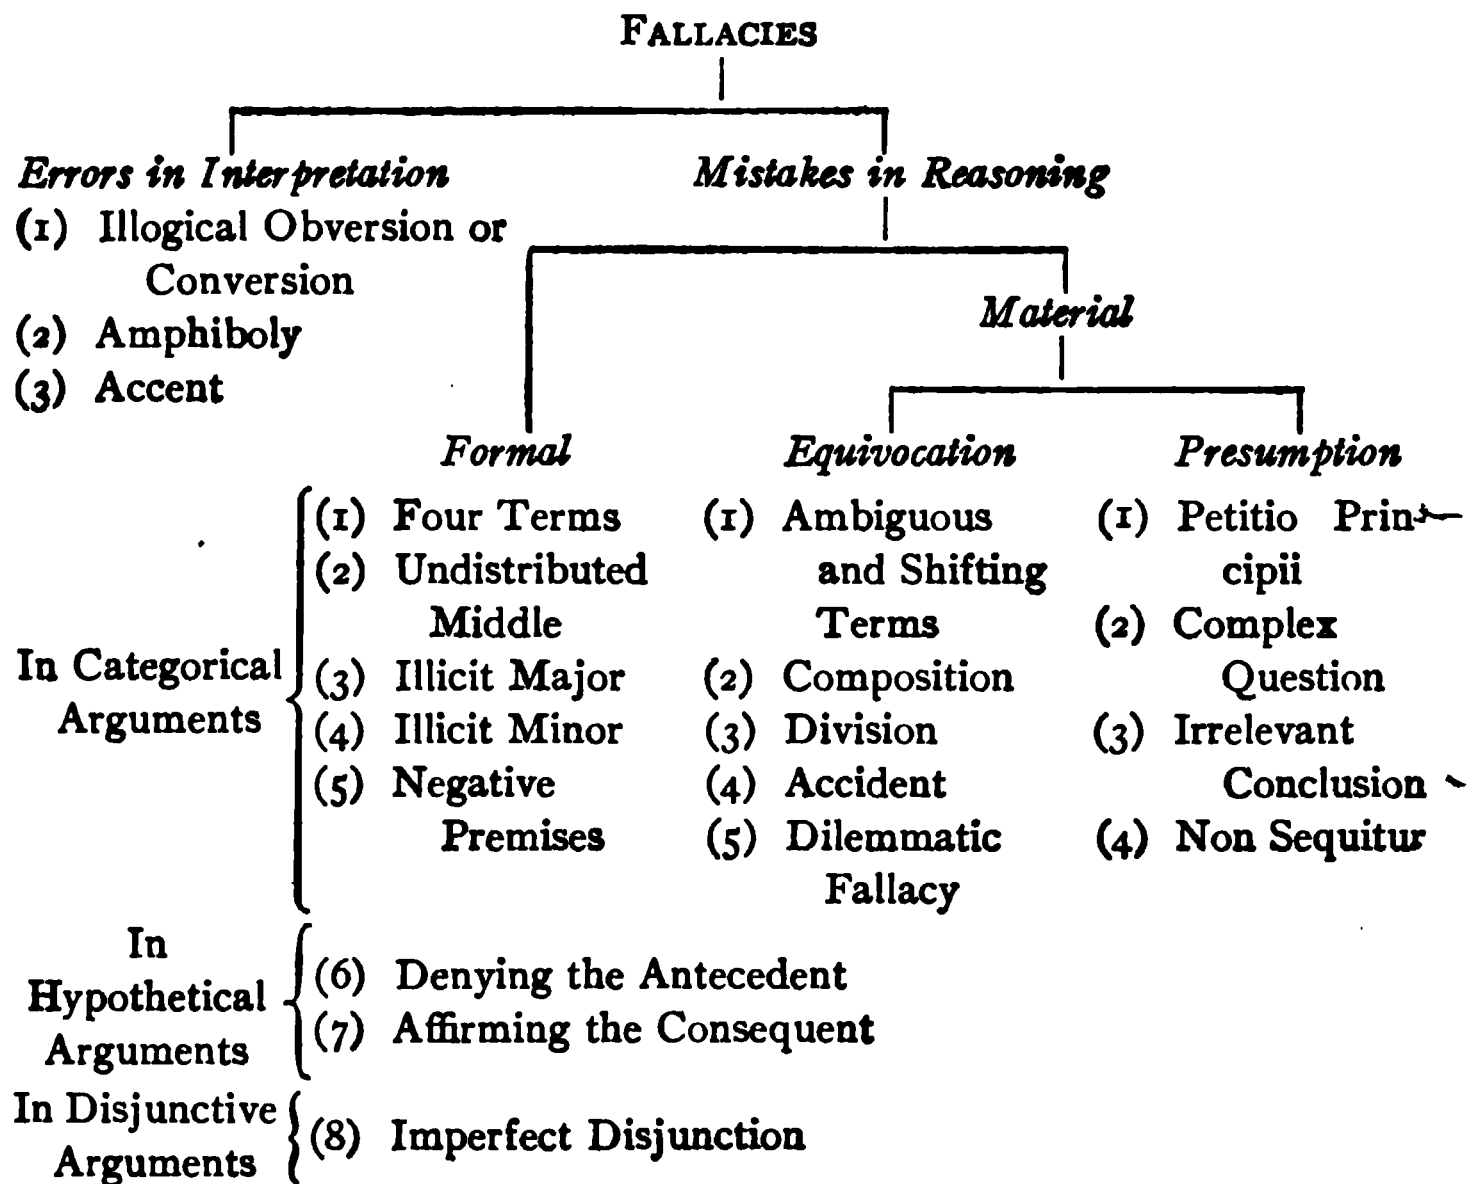 FALLACIES
Errors in Interpretation
(1) Illogical Obversion or
Conversion
(2) Amphiboly
(3) Accent
Mistakes in Reasoning
Material
Formal
Equivocation
Presumption
In Categorical
Arguments
(1) Four Terms
(2) Undistributed
Middle
(3) Illicit Major
(4) Illicit Minor
(5) Negative
Premises
(1) Ambiguous
and Shifting
Terms
(2) Composition
(3) Division
(4) Accident
(5) Dilemmatic
Fallacy
(1) Petitio Prin-
cipii
(2) Complex
Question
(3) Irrelevant
Conclusion
(4) Non Sequitur
In
Hypothetical
Arguments
(6) Denying the Antecedent
(7) Affirming the Consequent
In Disjunctive
Arguments
(8) Imperfect Disjunction